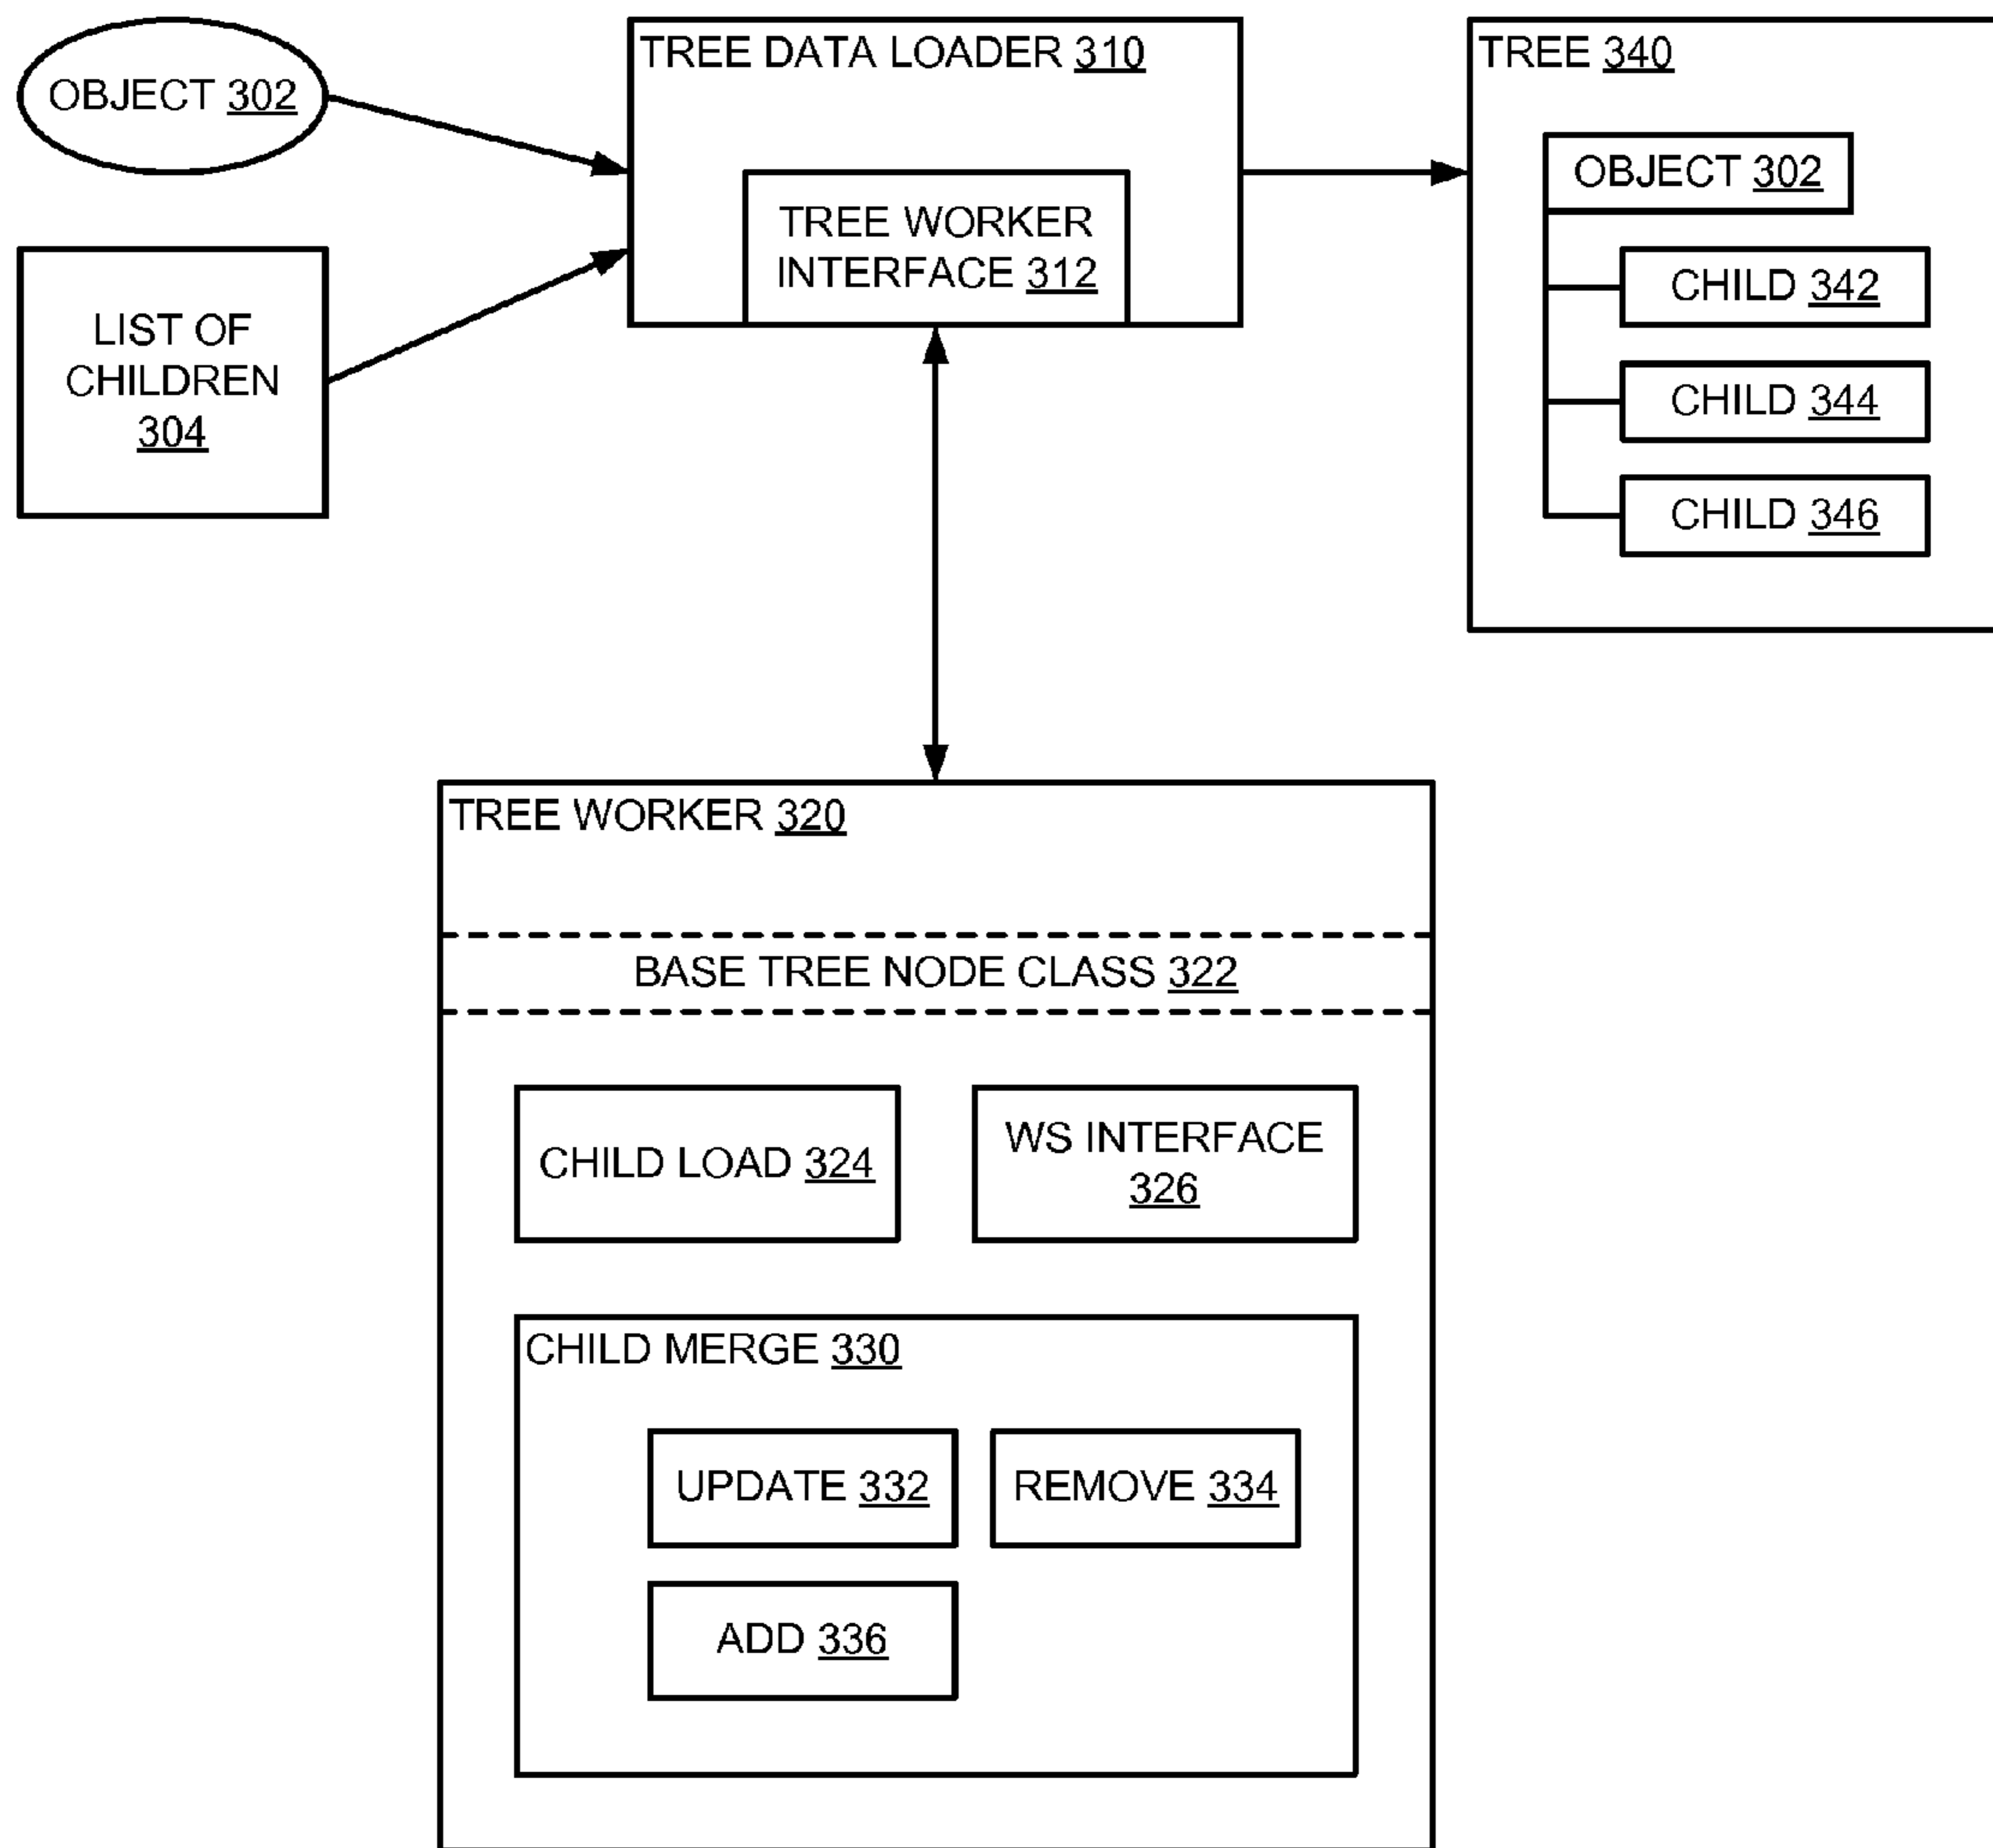 OBJECT 302
LIST OF
CHILDREN
304
TREE DATA LOADER 310
TREE WORKER
INTERFACE 312
TREE 340
OBJECT 302
CHILD 342
CHILD 344
CHILD 346
TREE WORKER 320
BASE TREE NODE CLASS 322
CHILD LOAD 324
WS INTERFACE
326
CHILD MERGE 330
UPDATE 332
REMOVE 334
ADD 336